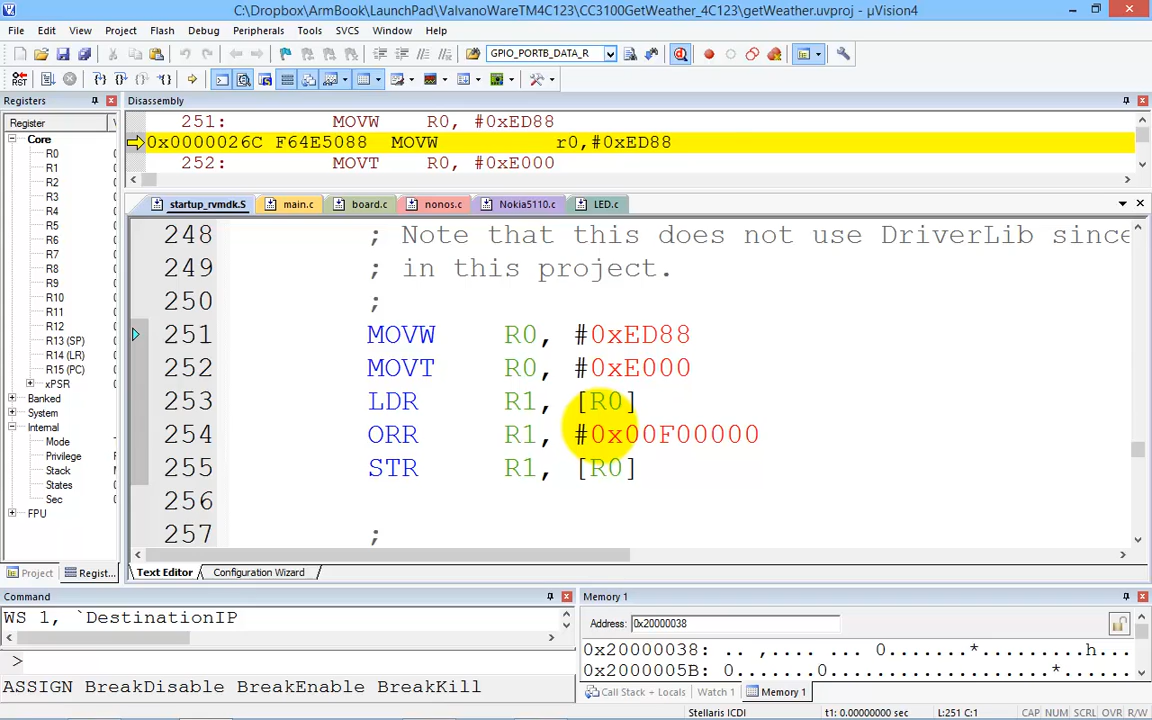 C:\Dropbox\ArmBook\LaunchPad\ValvanoWareTM4C123\CC3100GetWeather_4C123\getWeather.uvproj - µVision4
File Edit View Project Flash Debug Peripherals Tools SVCS Window Help
GPIO_PORTB_DATA_R
Registers
Register
Core
R0
R1
R2
R3
R4
R5
R6
R7
R8
R9
R10
R11
R12
R13 (SP)
R14 (LR)
R15 (PC)
xPSR
Banked
System
Internal
Mode
Privilege
Stack
States
Sec
FPU
Project Regist...
Disassembly
251: MOVW R0, #0xED88
0x0000026C F64E5088 MOVW r0,#0xED88
252: MOVT R0, #0xE000
startup_rvmdk.S main.c board.c nonos.c Nokia5110.c LED.c
248 ; Note that this does not use DriverLib since
249 ; in this project.
250 ;
251 MOVW R0, #0xED88
252 MOVT R0, #0xE000
253 LDR R1, [R0]
254 ORR R1, #0x00F00000
255 STR R1, [R0]
256
257 ;
Text Editor Configuration Wizard
Command
WS 1, `DestinationIP
>
ASSIGN BreakDisable BreakEnable BreakKill
Memory 1
Address: 0x20000038
0x20000038: .. ,.... ... 0.......*.........h...
0x2000005B: 0.......0...................*......
Call Stack + Locals Watch 1 Memory 1
Stellaris ICDI t1: 0.00000000 sec L:251 C:1 CAP NUM SCRL OVR R/W